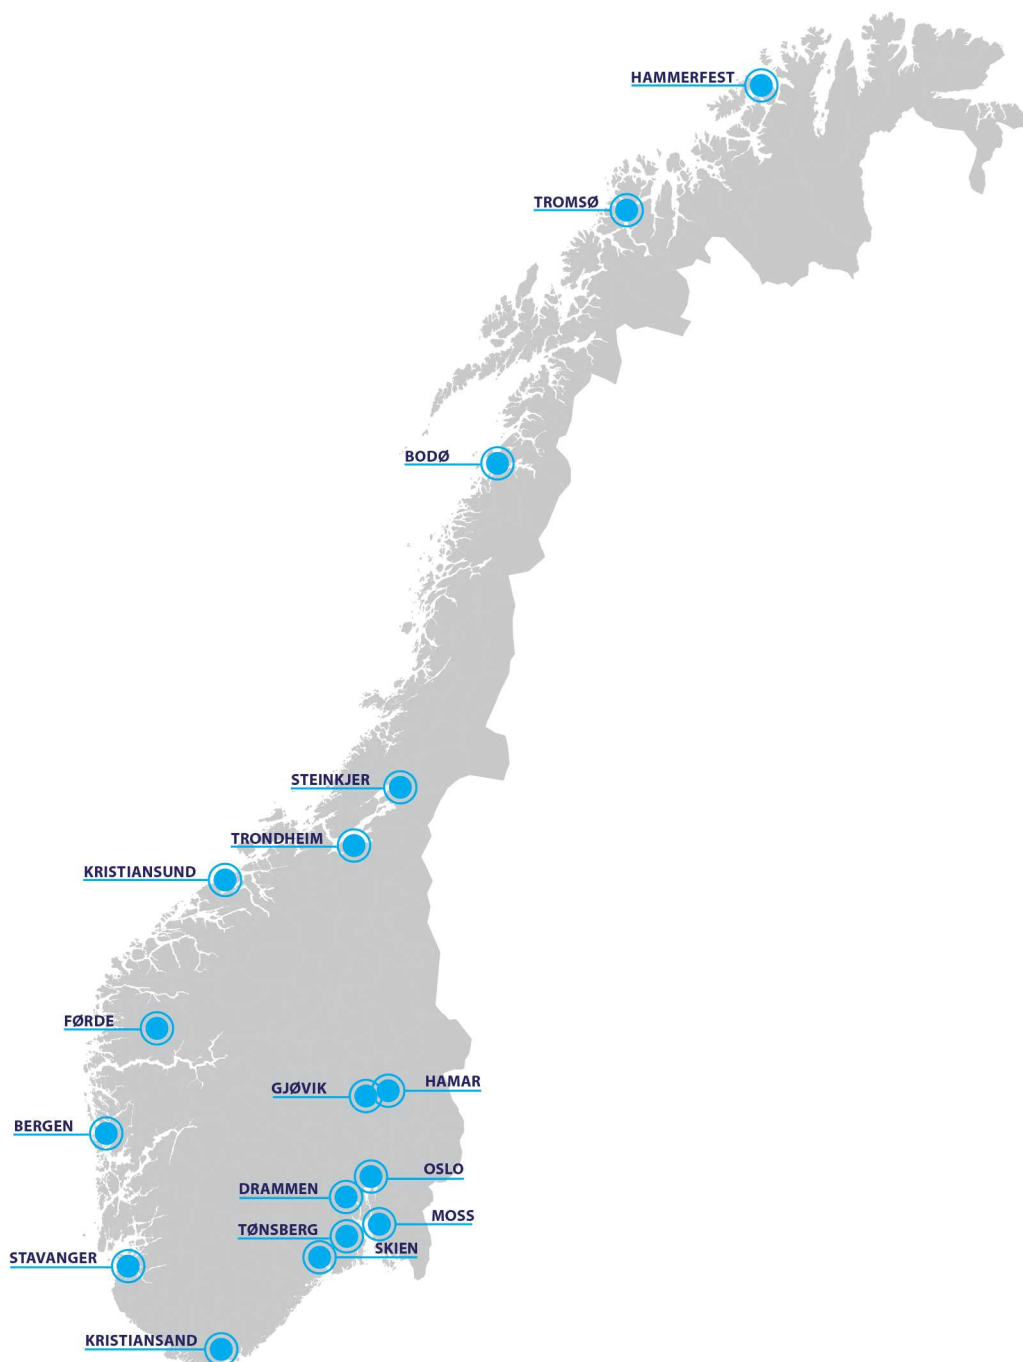 HAMMERFEST
TROMSØ
BODØ
STEINKJER
TRONDHEIM
KRISTIANSUND
FØRDE
HAMAR
GJØVIK
BERGEN
OSLO
DRAMMEN
MOSS
TØNSBERG
SKIEN
STAVANGER
KRISTIANSAND